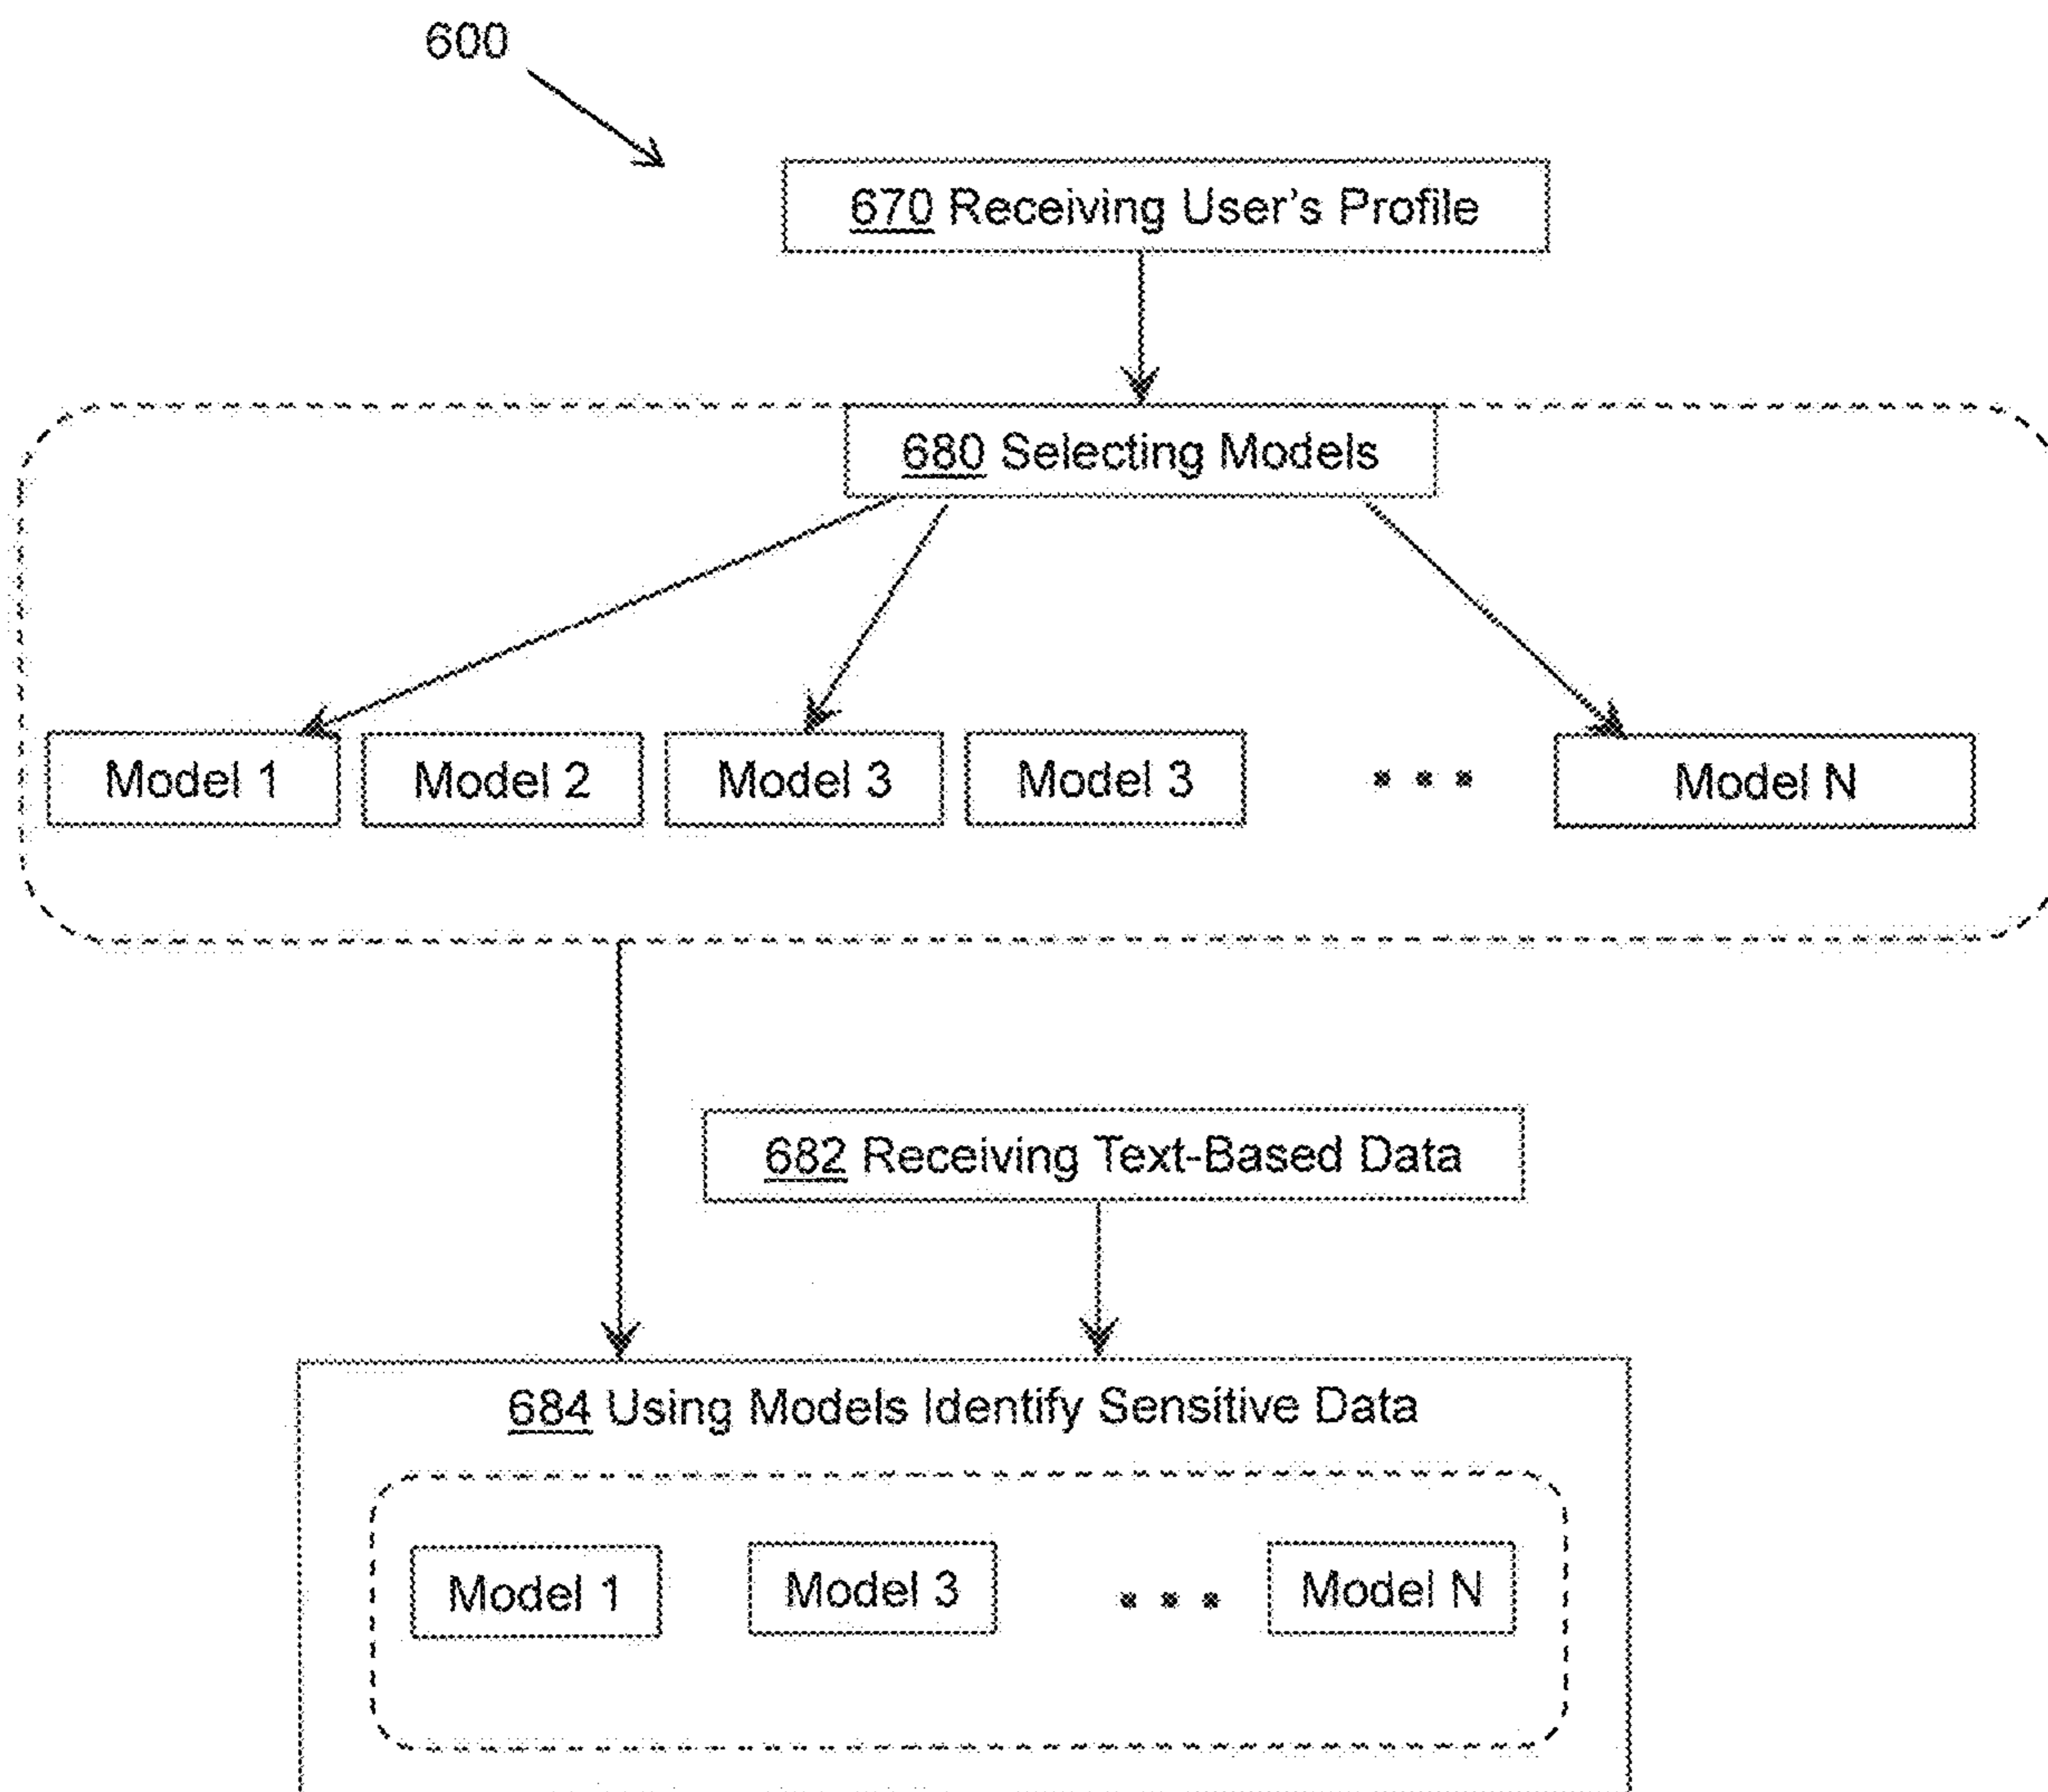 600
670 Receiving User's Profile
680 Selecting Models
Model 1 Model 2 Model 3 Model 3 ... Model N
682 Receiving Text-Based Data
684 Using Models Identify Sensitive Data
Model 1 Model 3 ... Model N